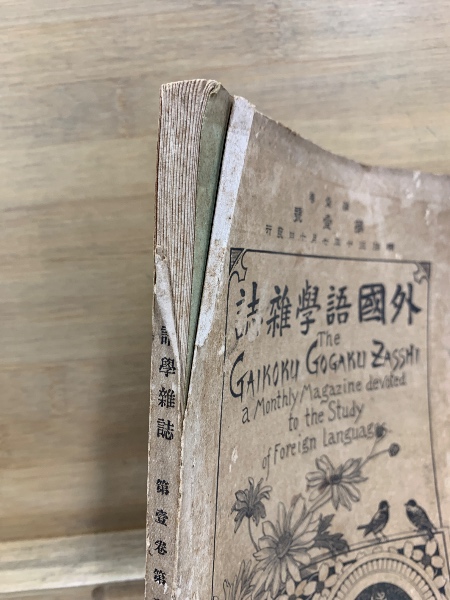 外國語學雜誌
The
GAIKOKU GOGAKU ZASSHI
a Monthly Magazine devoted
to the Study
of Foreign languages
學雜誌 第壹卷第